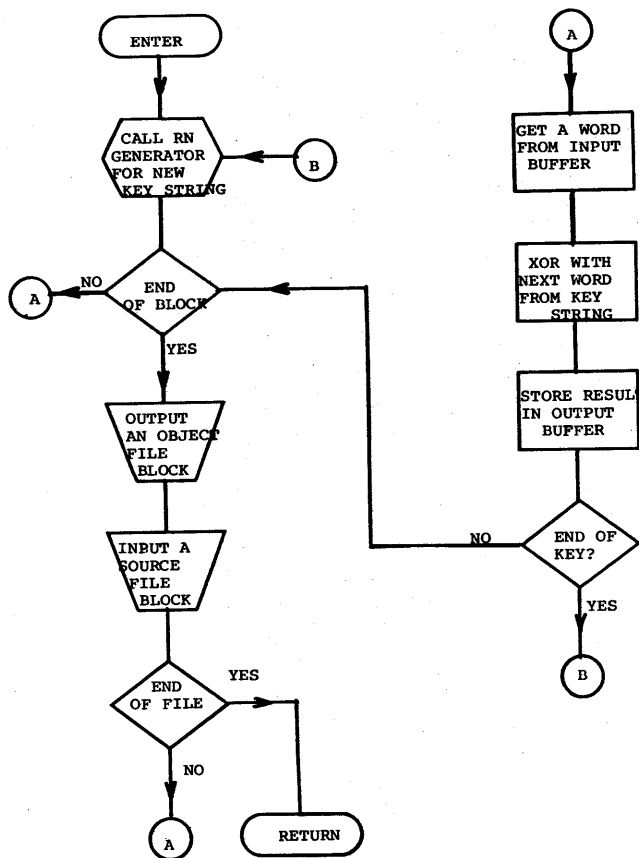 ENTER
CALL RN
GENERATOR
FOR NEW
KEY STRING
B
END
OF BLOCK
NO
A
YES
OUTPUT
AN OBJECT
FILE
BLOCK
INPUT A
SOURCE
FILE
BLOCK
END
OF FILE
YES
NO
A
RETURN
A
GET A WORD
FROM INPUT
BUFFER
XOR WITH
NEXT WORD
FROM KEY
STRING
STORE RESUL
IN OUTPUT
BUFFER
END OF
KEY?
NO
YES
B